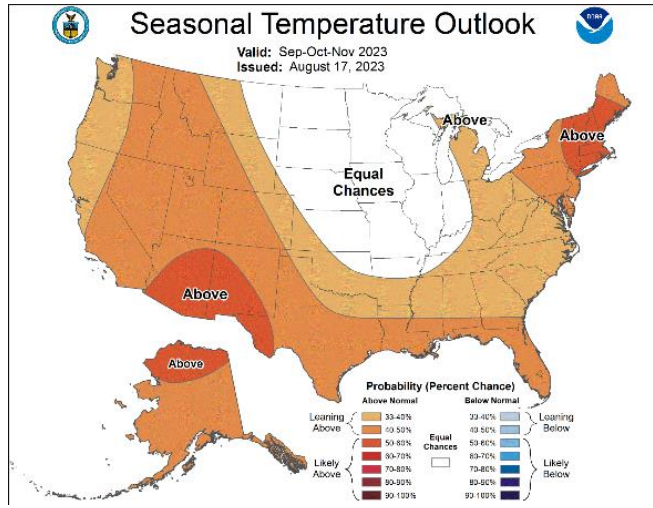 Seasonal Temperature Outlook
Valid: Sep-Oct-Nov 2023
Issued: August 17, 2023
Above
Above
Equal
Chances
Above
Above
Probability (Percent Chance)
Above Normal
Below Normal
Leaning
Above
33-40%
40-50%
Likely
Above
50-60%
60-70%
70-80%
80-90%
90-100%
Equal
Chances
33-40%
40-50%
Leaning
Below
50-60%
60-70%
70-80%
80-90%
90-100%
Likely
Below